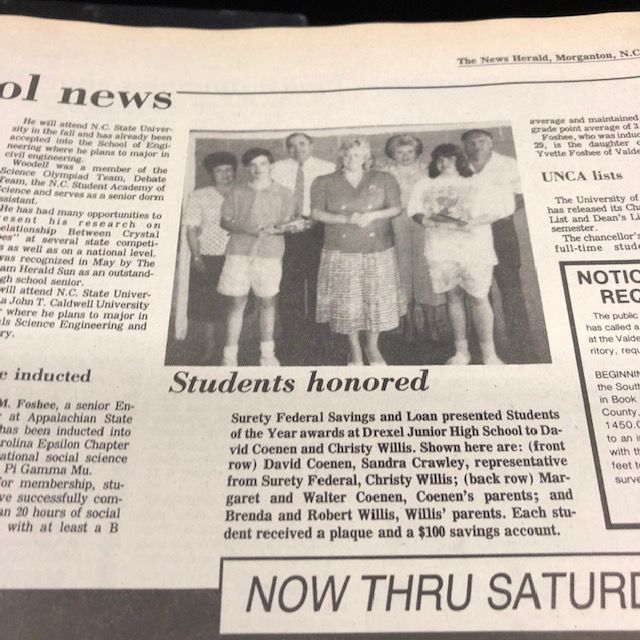 The News Herald, Morganton, N.C
ol news
He will attend N.C. State Univer-
sity in the fall and has already been
accepted into the School of Engi-
neering where he plans to major in
civil engineering.
Woodell was a member of the
Science Olympiad Team, Debate
Team, the N.C. Student Academy of
Science and serves as a senior dorm
assistant.
He has had many opportunities to
esent his research on
elationship Between Crystal
es" at several state competi-
s as well as on a national level.
was recognized in May by The
am Herald Sun as an outstand-
gh school senior.
will attend N.C. State Univer-
a John T. Caldwell University
where he plans to major in
ls Science Engineering and
ry.
e inducted
M. Foshee, a senior En-
at Appalachian State
has been inducted into
rolina Epsilon Chapter
ational social science
Pi Gamma Mu.
or membership, stu-
ve successfully com-
an 20 hours of social
with at least a B
Students honored
Surety Federal Savings and Loan presented Students
of the Year awards at Drexel Junior High School to Da-
vid Coenen and Christy Willis. Shown here are: (front
row) David Coenen, Sandra Crawley, representative
from Surety Federal, Christy Willis; (back row) Mar-
garet and Walter Coenen, Coenen's parents; and
Brenda and Robert Willis, Willis' parents. Each stu-
dent received a plaque and a $100 savings account.
average and maintained
grade point average of 3.
Foshee, who was induc
29, is the daughter o
Yvette Foshee of Valde
UNCA lists
The University of
has released its Cha
List and Dean's Li
semester.
The chancellor's
full-time stud
NOTIC
REC
The public
has called a
at the Valde
ritory, requ
BEGINNIN
the South
in Book
County,
1450.0
to an i
with th
feet t
surve
NOW THRU SATURD